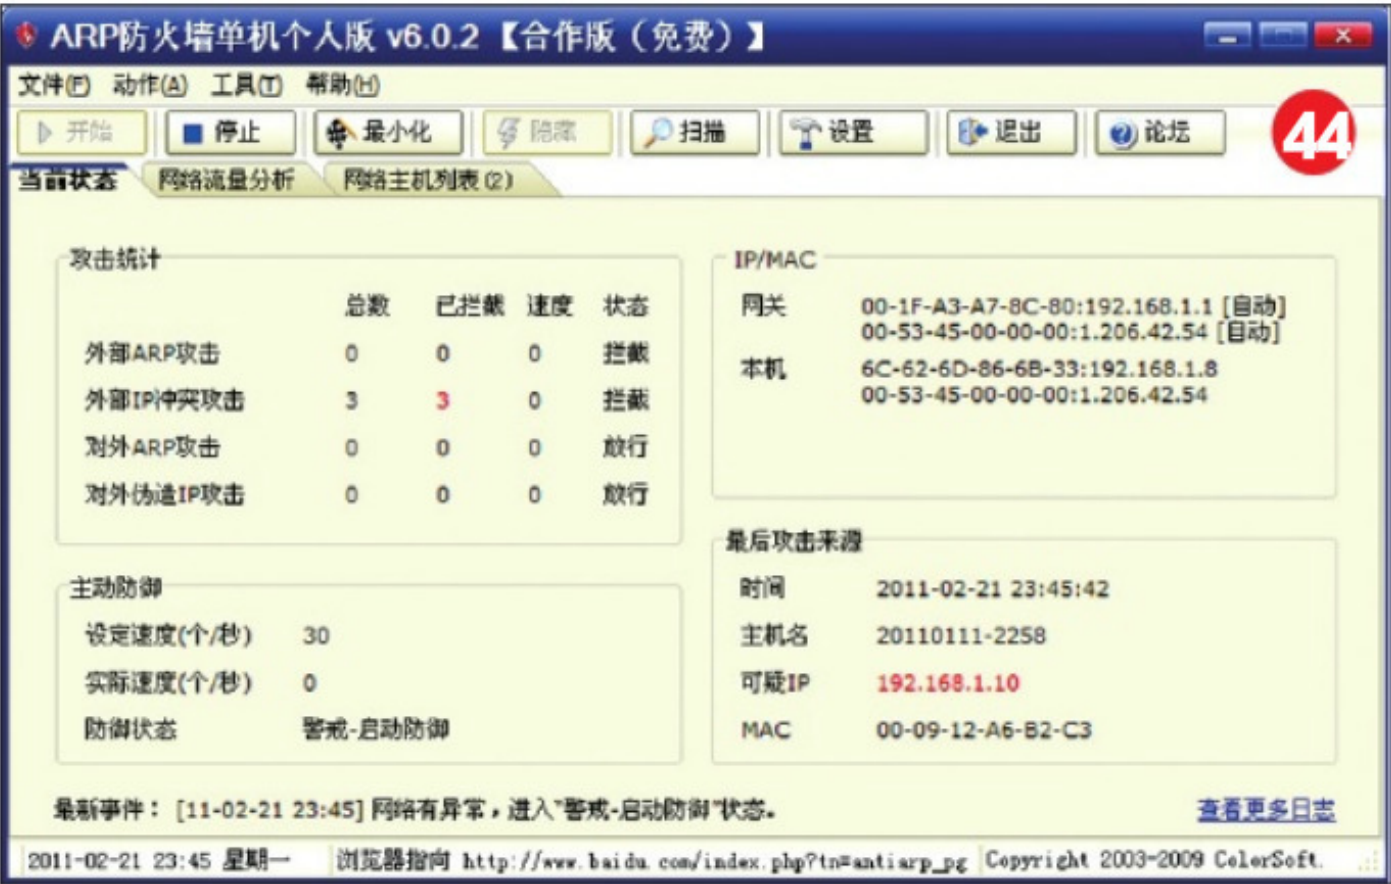 ARP防火墙单机个人版 v6.0.2 【合作版（免费）】
文件(F) 动作(A) 工具(T) 帮助(H)
开始 停止 最小化 隐藏 扫描 设置 退出 论坛 44
当前状态 网络流量分析 网络主机列表(2)
攻击统计
总数 已拦截 速度 状态
外部ARP攻击 0 0 0 拦截
外部IP冲突攻击 3 3 0 拦截
对外ARP攻击 0 0 0 放行
对外伪造IP攻击 0 0 0 放行
主动防御
设定速度(个/秒) 30
实际速度(个/秒) 0
防御状态 警戒-启动防御
IP/MAC
网关 00-1F-A3-A7-8C-80:192.168.1.1 [自动]
00-53-45-00-00-00:1.206.42.54 [自动]
本机 6C-62-6D-86-6B-33:192.168.1.8
00-53-45-00-00-00:1.206.42.54
最后攻击来源
时间 2011-02-21 23:45:42
主机名 20110111-2258
可疑IP 192.168.1.10
MAC 00-09-12-A6-B2-C3
最新事件： [11-02-21 23:45] 网络有异常，进入"警戒-启动防御"状态。 查看更多日志
2011-02-21 23:45 星期一 浏览器指向 http://www.baidu.com/index.php?tn=antiarp_pg Copyright 2003-2009 ColorSoft.